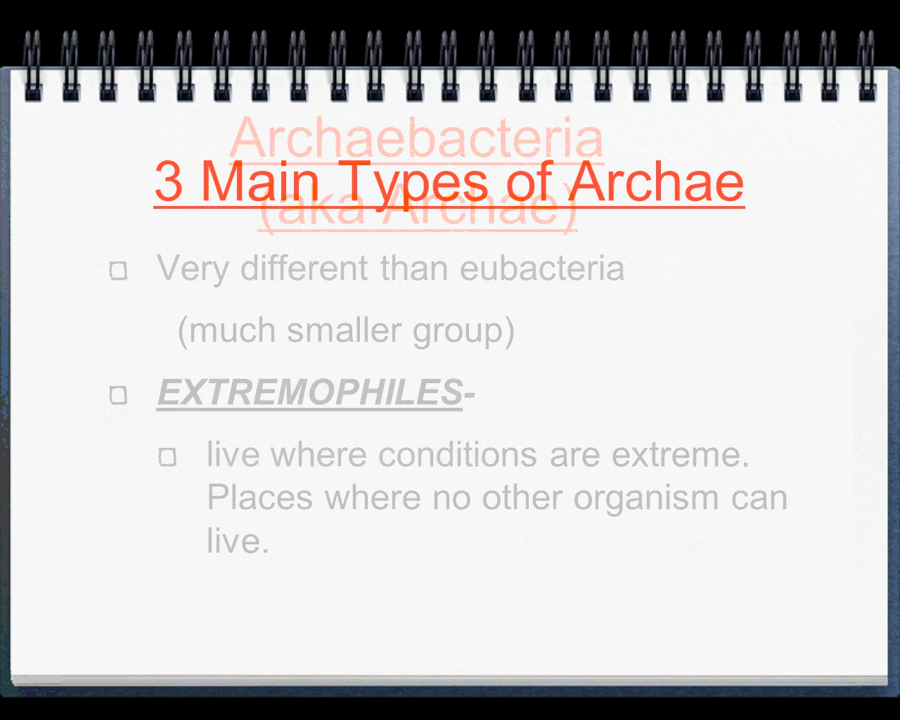 Archaebacteria
3 Main Types of Archae
(aka Archae)
Very different than eubacteria
(much smaller group)
EXTREMOPHILES-
live where conditions are extreme.
Places where no other organism can
live.